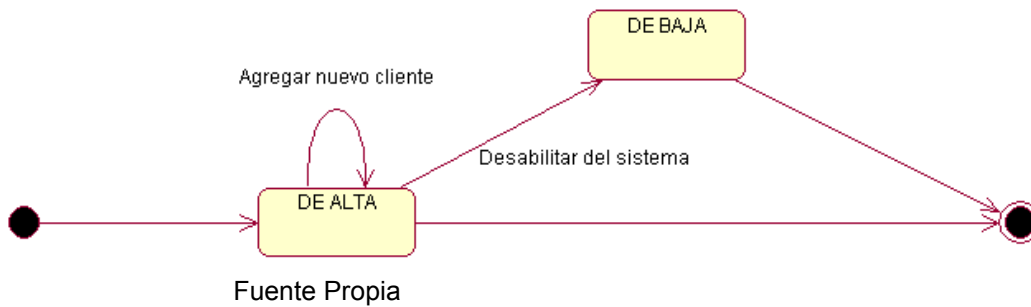 DE BAJA
Agregar nuevo cliente
Desabilitar del sistema
DE ALTA
Fuente Propia